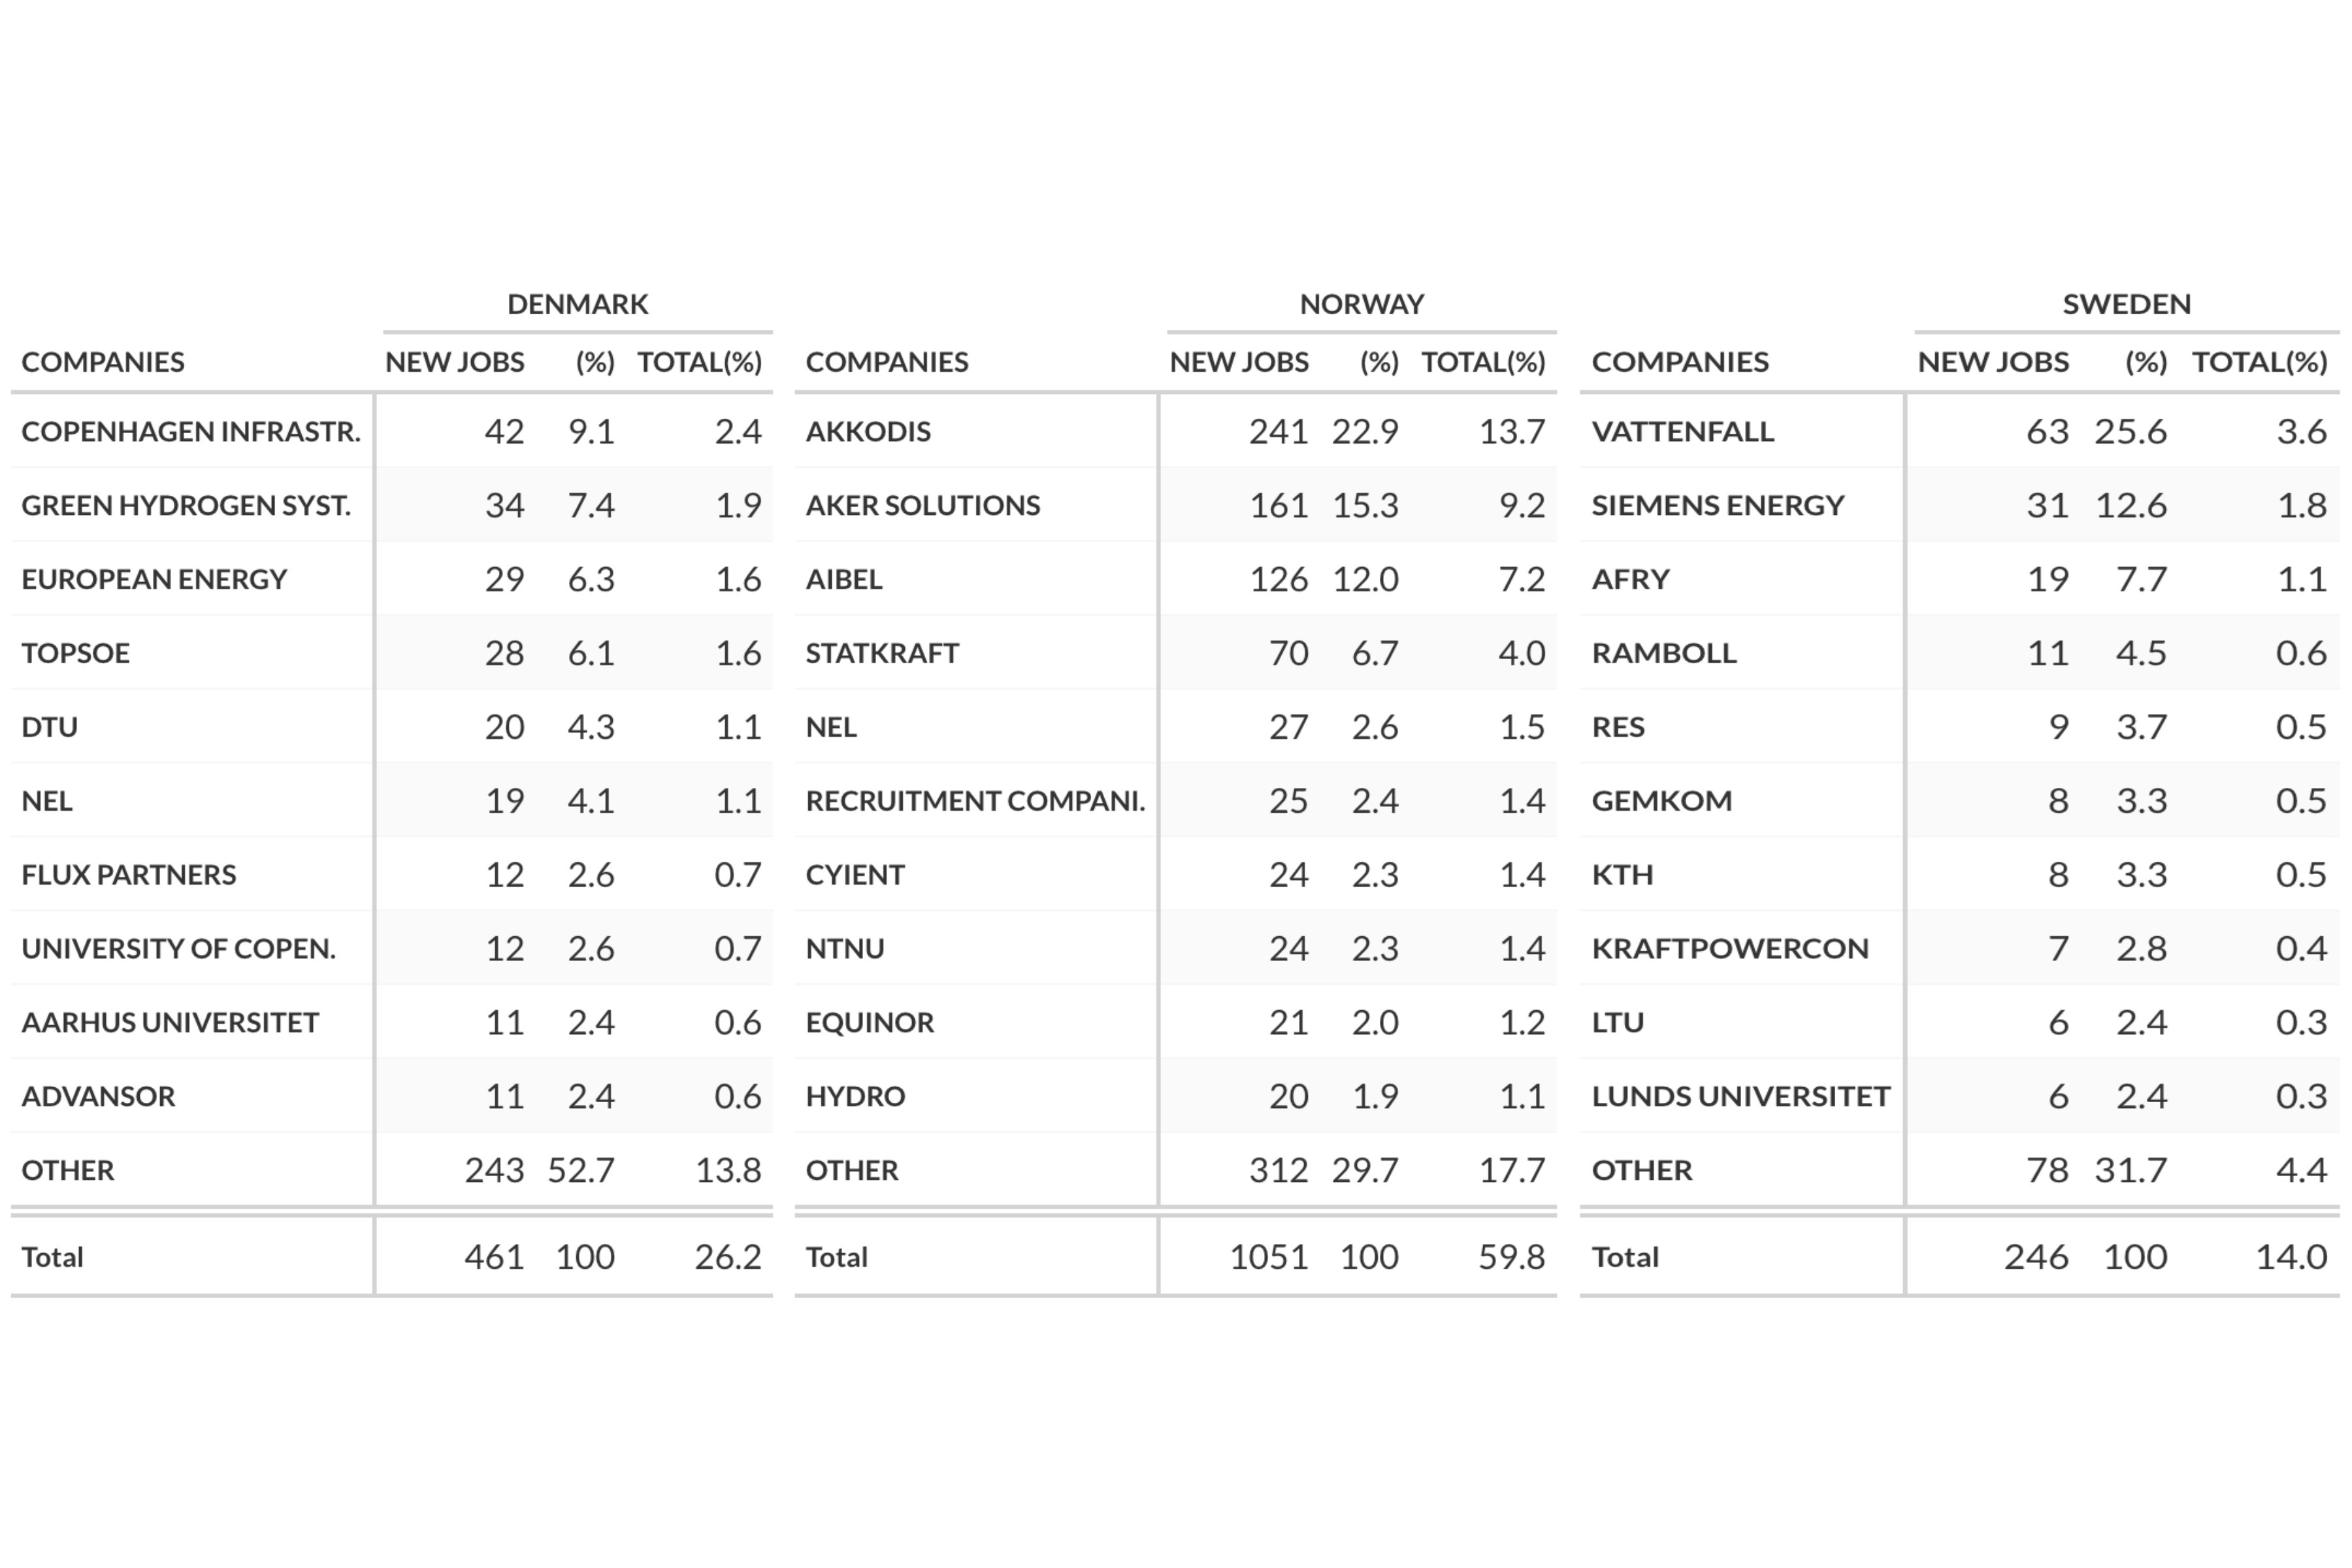 DENMARK NORWAY SWEDEN
COMPANIES NEW JOBS (%) TOTAL(%) COMPANIES NEW JOBS (%) TOTAL(%) COMPANIES NEW JOBS (%) TOTAL(%)
COPENHAGEN INFRASTR. 42 9.1 2.4 AKKODIS 241 22.9 13.7 VATTENFALL 63 25.6 3.6
GREEN HYDROGEN SYST. 34 7.4 1.9 AKER SOLUTIONS 161 15.3 9.2 SIEMENS ENERGY 31 12.6 1.8
EUROPEAN ENERGY 29 6.3 1.6 AIBEL 126 12.0 7.2 AFRY 19 7.7 1.1
TOPSOE 28 6.1 1.6 STATKRAFT 70 6.7 4.0 RAMBOLL 11 4.5 0.6
DTU 20 4.3 1.1 NEL 27 2.6 1.5 RES 9 3.7 0.5
NEL 19 4.1 1.1 RECRUITMENT COMPANI. 25 2.4 1.4 GEMKOM 8 3.3 0.5
FLUX PARTNERS 12 2.6 0.7 CYIENT 24 2.3 1.4 KTH 8 3.3 0.5
UNIVERSITY OF COPEN. 12 2.6 0.7 NTNU 24 2.3 1.4 KRAFTPOWERCON 7 2.8 0.4
AARHUS UNIVERSITET 11 2.4 0.6 EQUINOR 21 2.0 1.2 LTU 6 2.4 0.3
ADVANSOR 11 2.4 0.6 HYDRO 20 1.9 1.1 LUNDS UNIVERSITET 6 2.4 0.3
OTHER 243 52.7 13.8 OTHER 312 29.7 17.7 OTHER 78 31.7 4.4
Total 461 100 26.2 Total 1051 100 59.8 Total 246 100 14.0